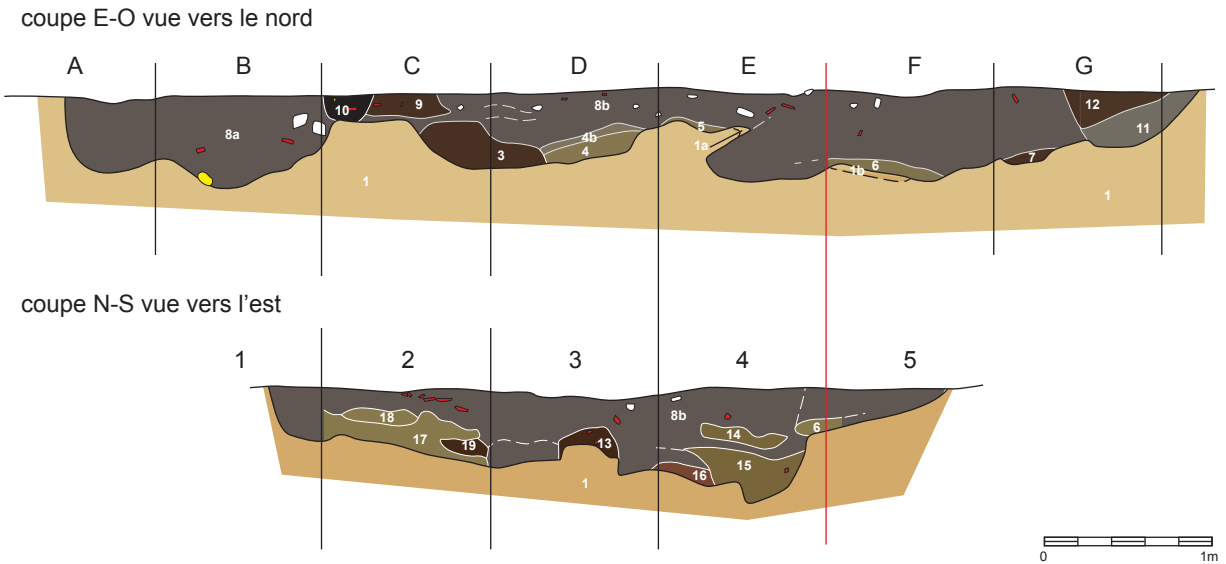 coupe E-O vue vers le nord
A B C D E F G
10 9 8b 12
8a 5 11
4b
3 4 1a 6 7
1b
1 1
coupe N-S vue vers l'est
1 2 3 4 5
18 8b 6
17 19 13 14
16 15
1
0 1m